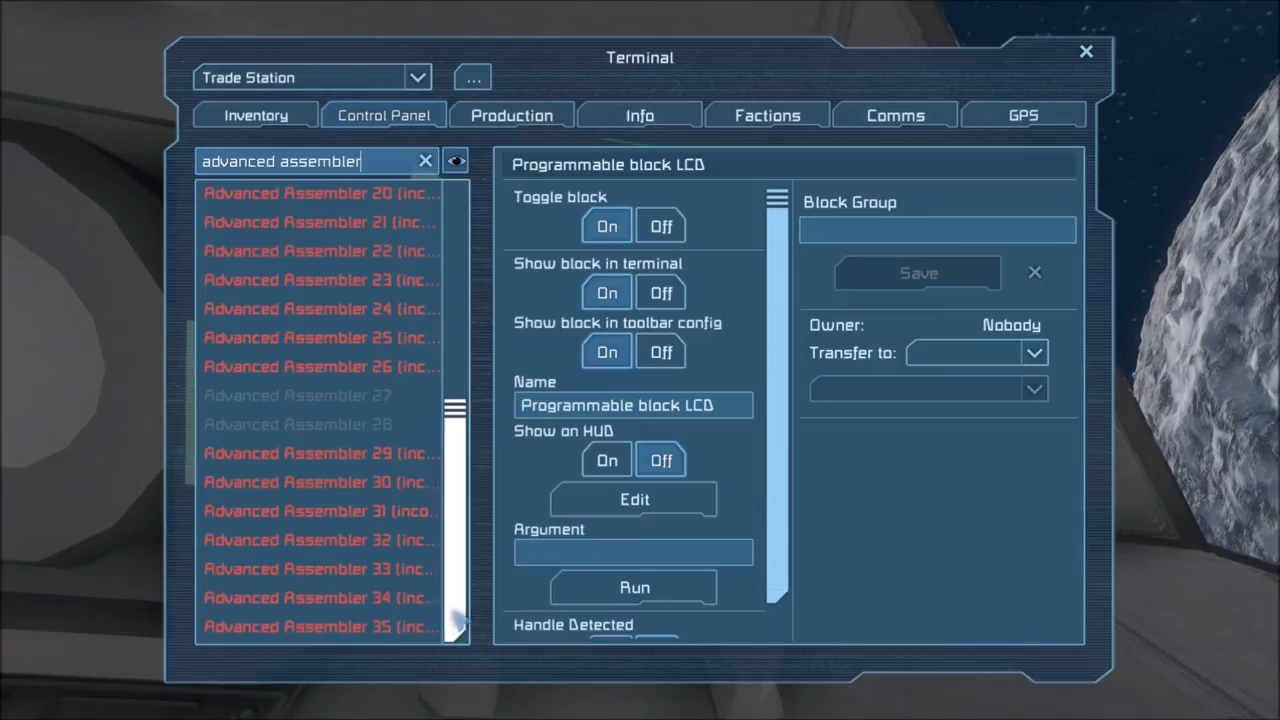 Terminal
Trade Station
...
Inventory
Control Panel
Production
Info
Factions
Comms
GPS
advanced assembler
Advanced Assembler 20 (inc...
Advanced Assembler 21 (inc...
Advanced Assembler 22 (inc...
Advanced Assembler 23 (inc...
Advanced Assembler 24 (inc...
Advanced Assembler 25 (inc...
Advanced Assembler 26 (inc...
Advanced Assembler 27
Advanced Assembler 28
Advanced Assembler 29 (inc...
Advanced Assembler 30 (inc...
Advanced Assembler 31 (inco...
Advanced Assembler 32 (inc...
Advanced Assembler 33 (inc...
Advanced Assembler 34 (inc...
Advanced Assembler 35 (inc...
Programmable block LCD
Toggle block
On Off
Show block in terminal
On Off
Show block in toolbar config
On Off
Name
Programmable block LCD
Show on HUD
On Off
Edit
Argument
Run
Handle Detected
Block Group
Save
Owner: Nobody
Transfer to: